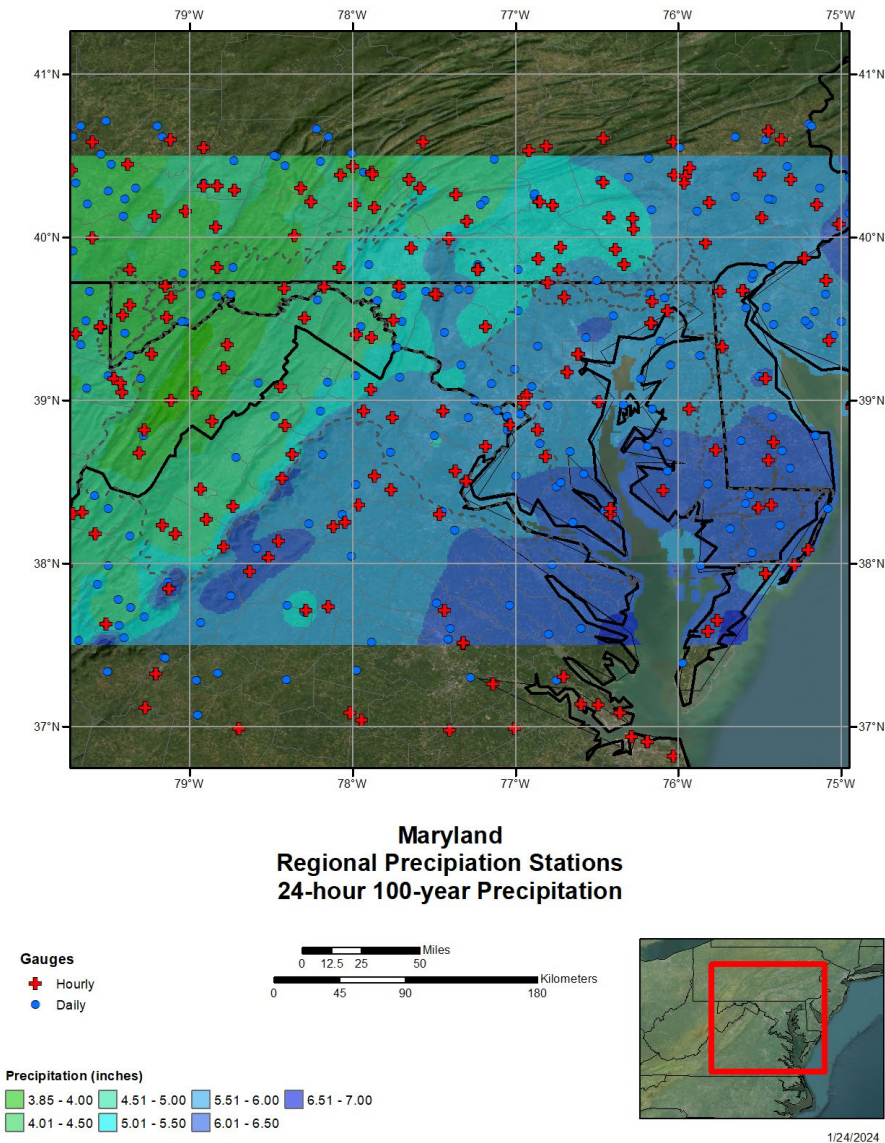 79°W 78°W 77°W 76°W 75°W
41°N 41°N
40°N 40°N
39°N 39°N
38°N 38°N
37°N 37°N
79°W 78°W 77°W 76°W 75°W
Maryland
Regional Precipiation Stations
24-hour 100-year Precipitation
Gauges
Hourly
Daily
Miles
0 12.5 25 50
Kilometers
0 45 90 180
Precipitation (inches)
3.85 - 4.00 4.51 - 5.00 5.51 - 6.00 6.51 - 7.00
4.01 - 4.50 5.01 - 5.50 6.01 - 6.50
1/24/2024